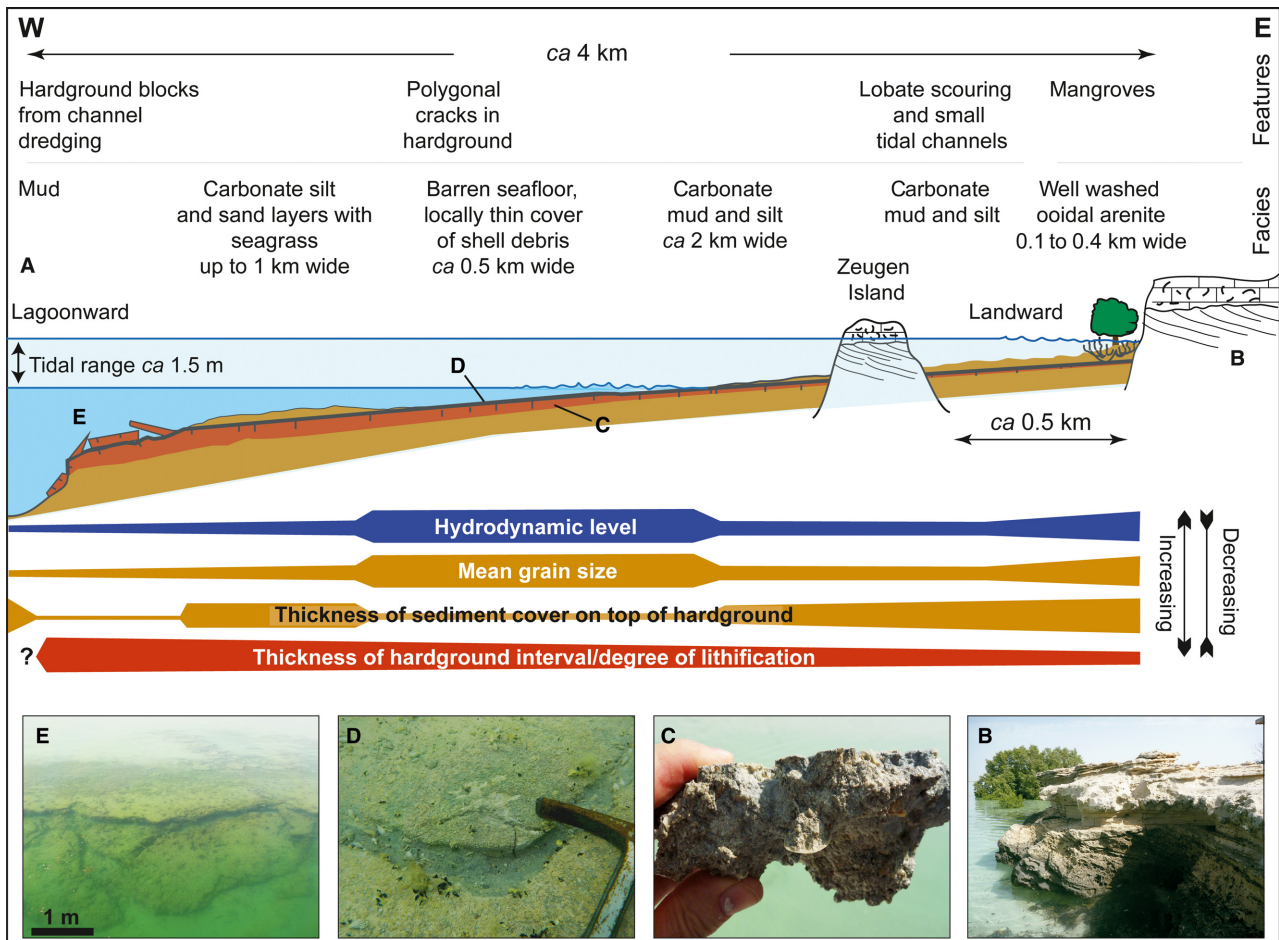 W
E
ca 4 km
Features
Hardground blocks
from channel
dredging
Polygonal
cracks in
hardground
Lobate scouring
and small
tidal channels
Mangroves
Facies
Mud
Carbonate silt
and sand layers with
seagrass
up to 1 km wide
Barren seafloor,
locally thin cover
of shell debris
ca 0.5 km wide
Carbonate
mud and silt
ca 2 km wide
Carbonate
mud and silt
Well washed
ooidal arenite
0.1 to 0.4 km wide
A
Zeugen
Island
Lagoonward
Landward
Tidal range ca 1.5 m
D
B
E
C
ca 0.5 km
Hydrodynamic level
Mean grain size
Thickness of sediment cover on top of hardground
? Thickness of hardground interval/degree of lithification
Increasing
Decreasing
E
1 m
D
C
B